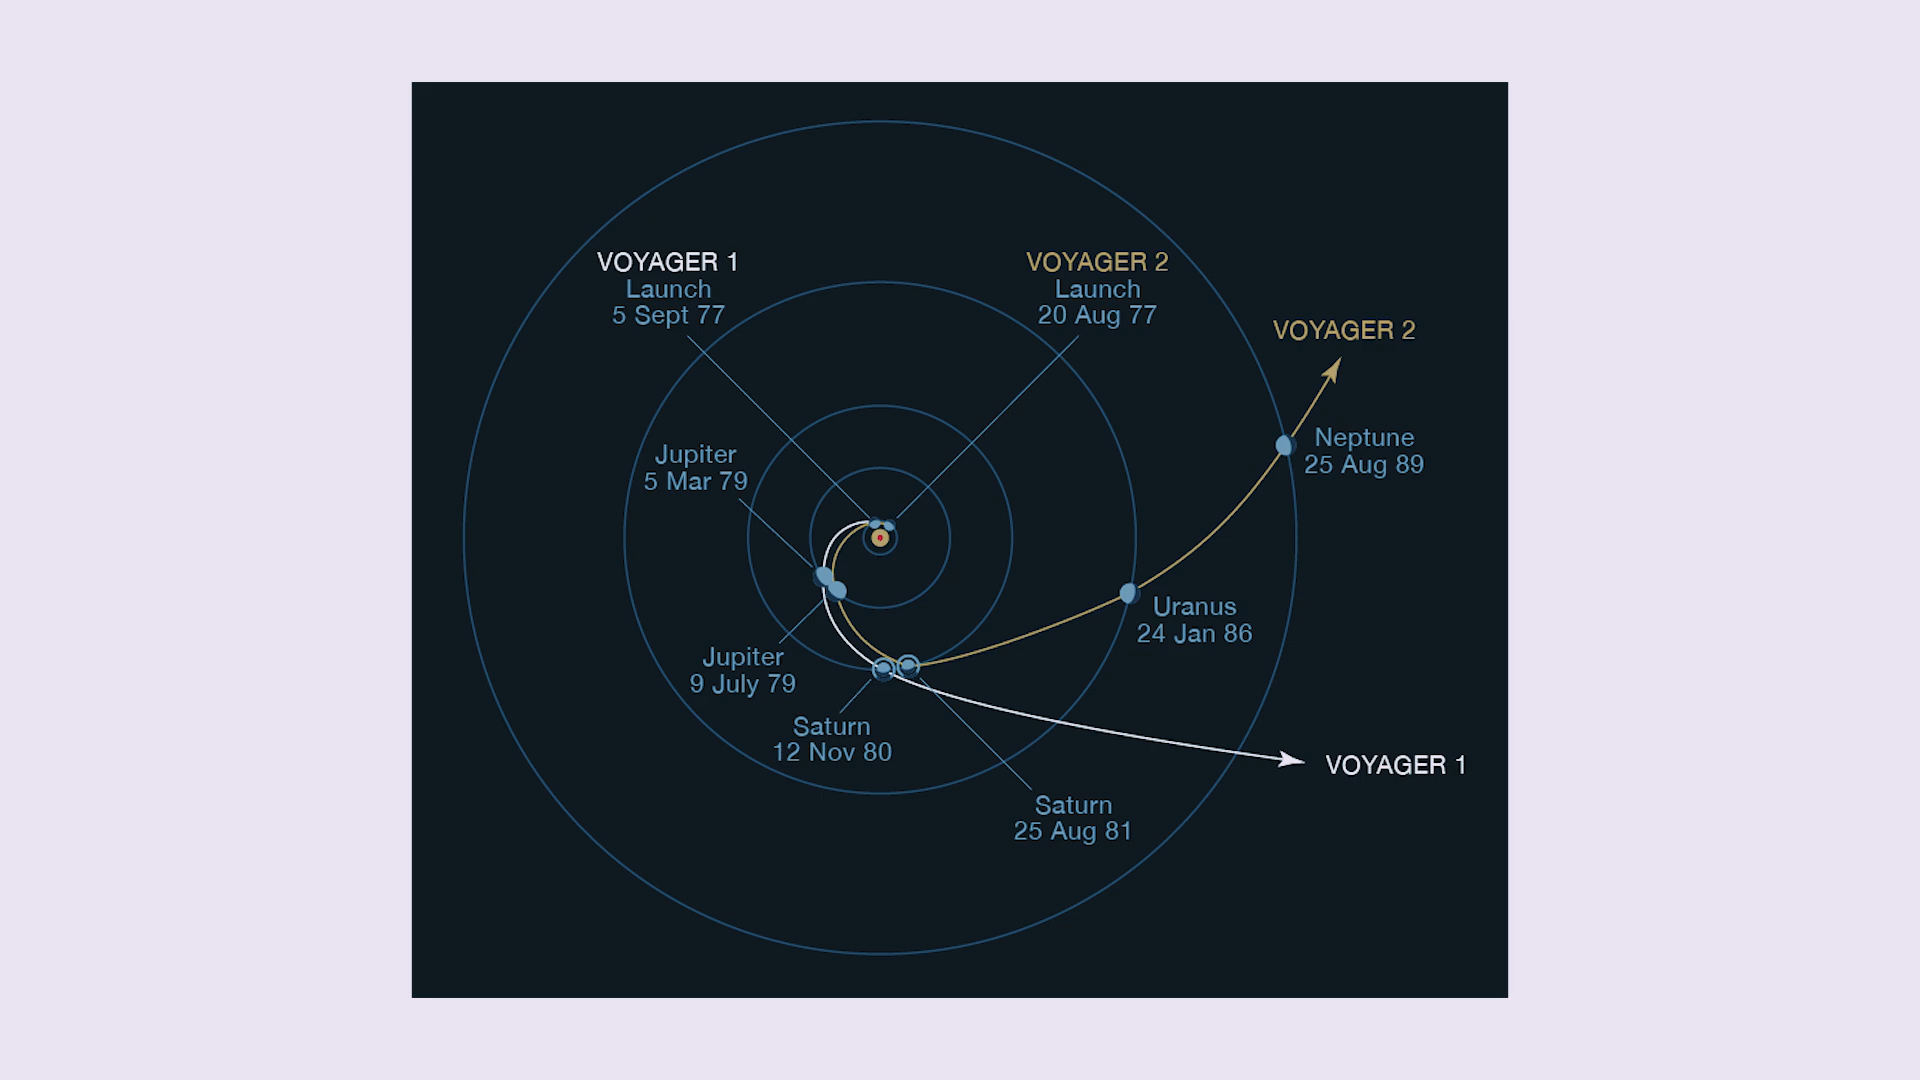 VOYAGER 1
Launch
5 Sept 77
VOYAGER 2
Launch
20 Aug 77
VOYAGER 2
Neptune
25 Aug 89
Jupiter
5 Mar 79
Uranus
24 Jan 86
Jupiter
9 July 79
Saturn
12 Nov 80
VOYAGER 1
Saturn
25 Aug 81